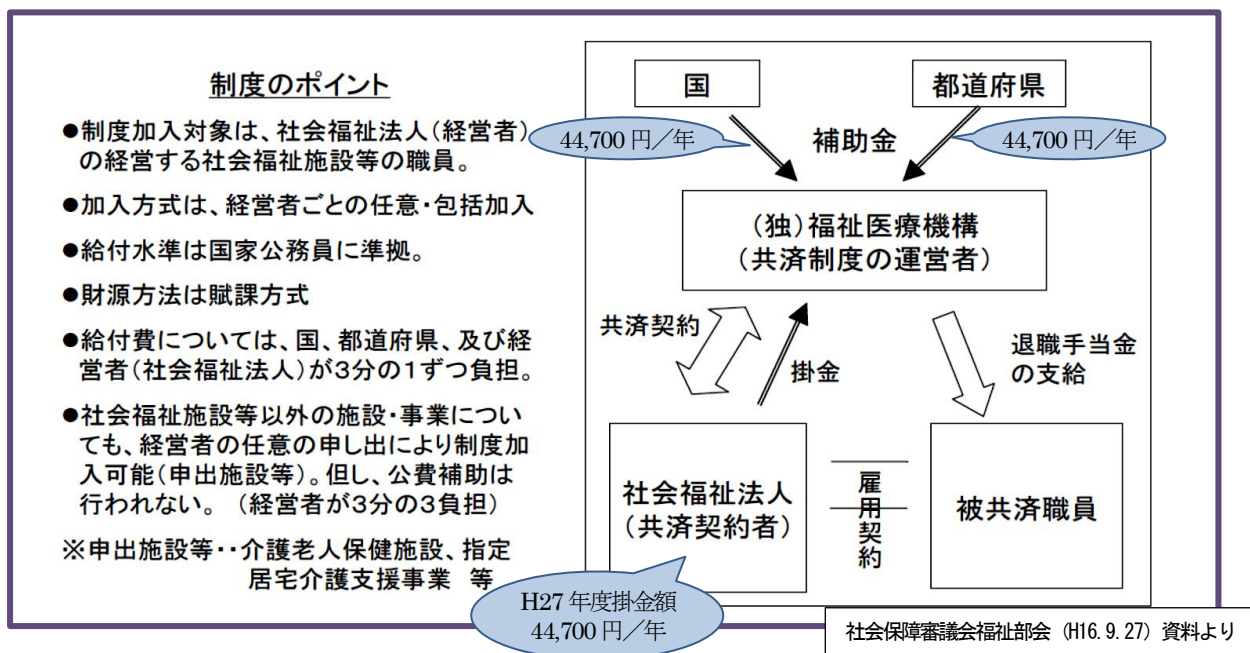 制度のポイント
●制度加入対象は、社会福祉法人(経営者)
の経営する社会福祉施設等の職員。
●加入方式は、経営者ごとの任意・包括加入
●給付水準は国家公務員に準拠。
●財源方法は賦課方式
●給付費については、国、都道府県、及び経
営者(社会福祉法人)が3分の1ずつ負担。
●社会福祉施設等以外の施設・事業につい
ても、経営者の任意の申し出により制度加
入可能(申出施設等)。但し、公費補助は
行われない。 (経営者が3分の3負担)
※申出施設等・・介護老人保健施設、指定
居宅介護支援事業 等
国
都道府県
44,700 円/年
補助金
44,700 円/年
(独)福祉医療機構
(共済制度の運営者)
共済契約
掛金
退職手当金
の支給
社会福祉法人
(共済契約者)
雇用契約
被共済職員
H27 年度掛金額
44,700 円/年
社会保障審議会福祉部会 (H16.9.27) 資料より